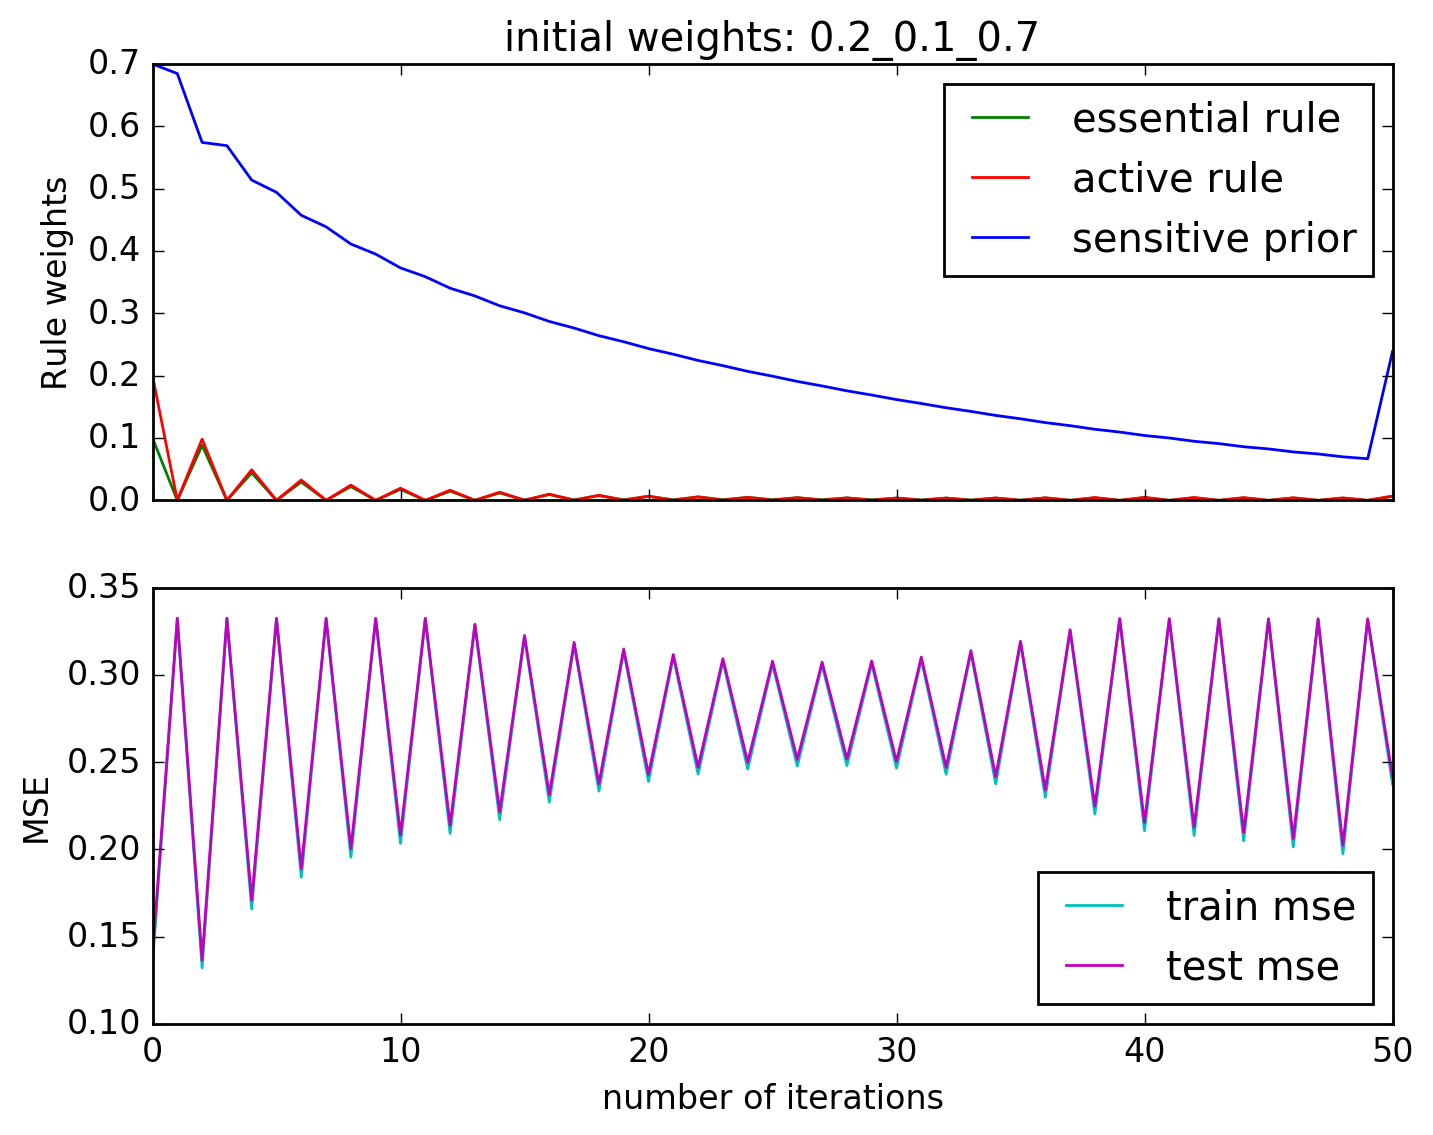 initial weights: 0.2_0.1_0.7
0.7
0.6
0.5
0.4
0.3
0.2
0.1
0.0
Rule weights
essential rule
active rule
sensitive prior
0.35
0.30
0.25
0.20
0.15
0.10
MSE
train mse
test mse
0 10 20 30 40 50
number of iterations